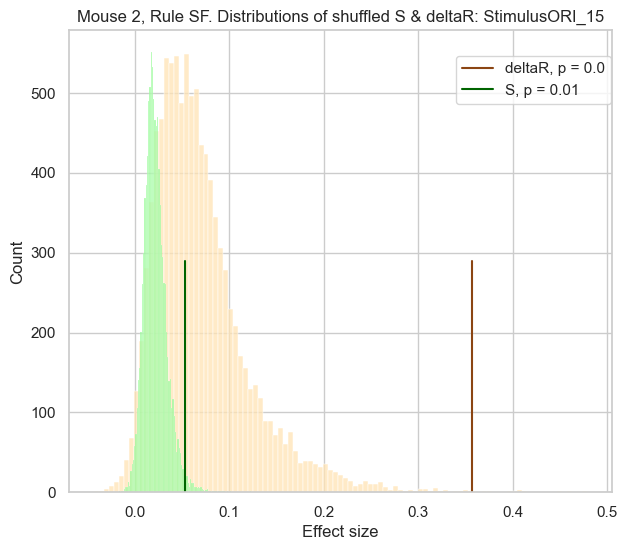 Mouse 2, Rule SF. Distributions of shuffled S & deltaR: StimulusORI_15
deltaR, p = 0.0
S, p = 0.01
500
400
300
200
100
0
Count
0.0 0.1 0.2 0.3 0.4 0.5
Effect size